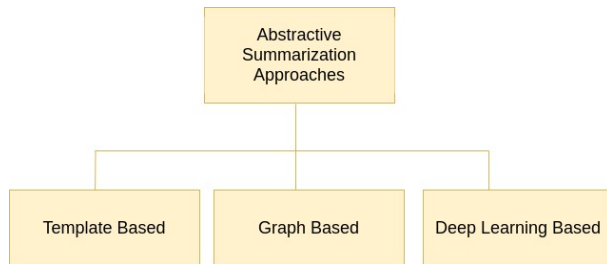 Abstractive
Summarization
Approaches
Template Based
Graph Based
Deep Learning Based